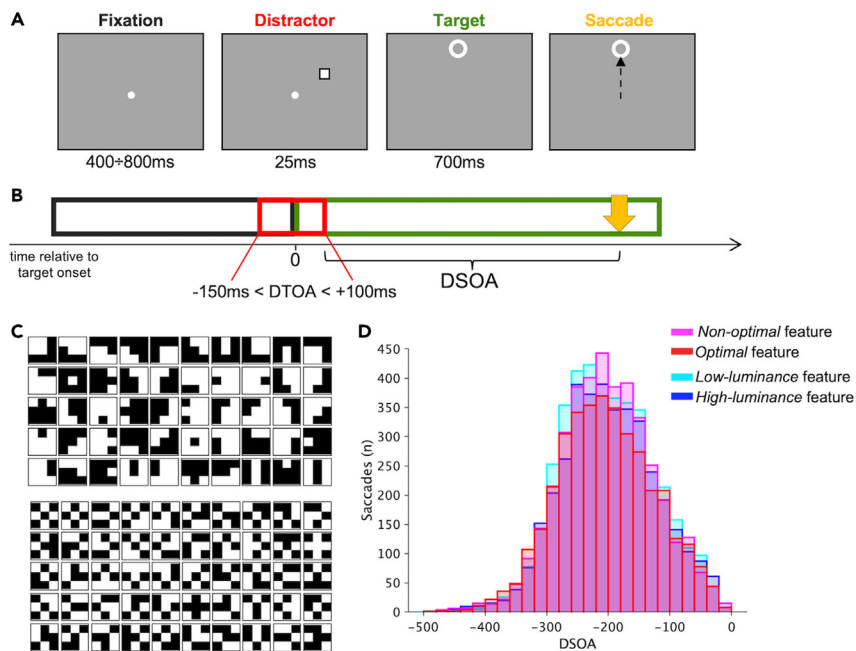 A
Fixation
Distractor
Target
Saccade
400÷800ms
25ms
700ms
B
time relative to
target onset
0
-150ms < DTOA < +100ms
DSOA
C
D
Non-optimal feature
Optimal feature
Low-luminance feature
High-luminance feature
Saccades (n)
450
400
350
300
250
200
150
100
50
0
−500
−400
−300
−200
−100
0
DSOA